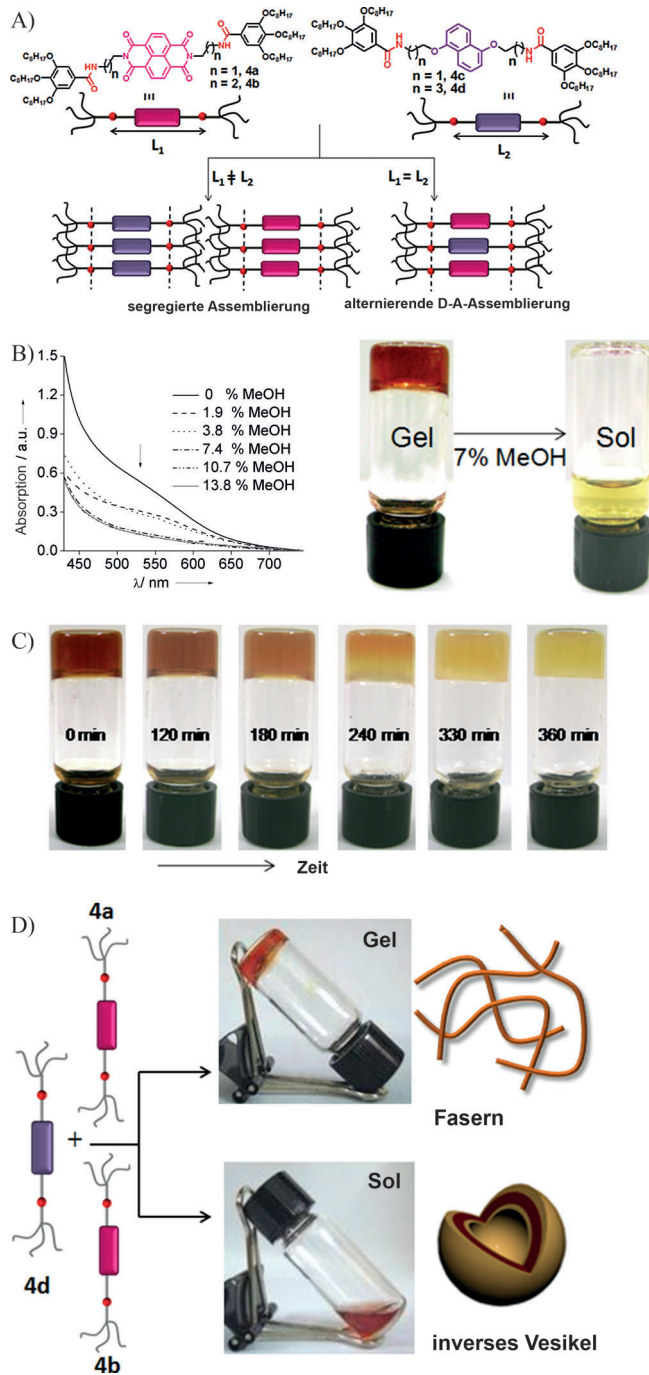 A)
C₈H₁₇O
C₈H₁₇O
OC₈H₁₇
O
NH
n
O
N
O
O
N
O
n
NH
O
OC₈H₁₇
OC₈H₁₇
OC₈H₁₇
n = 1, 4a
n = 2, 4b
C₈H₁₇O
C₈H₁₇O
OC₈H₁₇
O
N
H
n
O
O
n
H
N
O
OC₈H₁₇
OC₈H₁₇
OC₈H₁₇
n = 1, 4c
n = 3, 4d
L₁
L₂
L₁ ǂ L₂
L₁ = L₂
segregierte Assemblierung
alternierende D-A-Assemblierung
B)
Absorption / a.u.
1.5
1.2
0.9
0.6
0.3
0.0
0 % MeOH
1.9 % MeOH
3.8 % MeOH
7.4 % MeOH
10.7 % MeOH
13.8 % MeOH
450 500 550 600 650 700
λ/ nm
Gel
7% MeOH
Sol
C)
0 min
120 min
180 min
240 min
330 min
360 min
Zeit
D)
4a
4d
+
4b
Gel
Fasern
Sol
inverses Vesikel